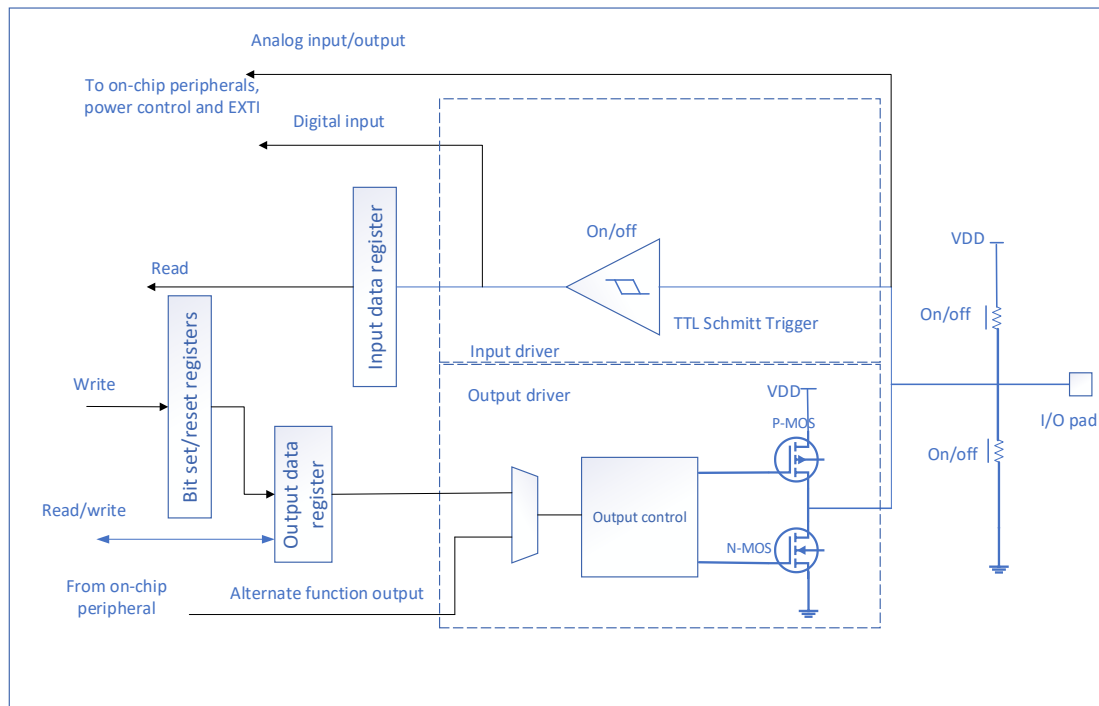 Analog input/output
To on-chip peripherals,
power control and EXTI
Digital input
On/off
VDD
Input data register
Read
On/off
TTL Schmitt Trigger
Input driver
Bit set/reset registers
Write
Output driver
VDD
P-MOS
I/O pad
On/off
Output data
register
Read/write
Output control
N-MOS
From on-chip
peripheral
Alternate function output